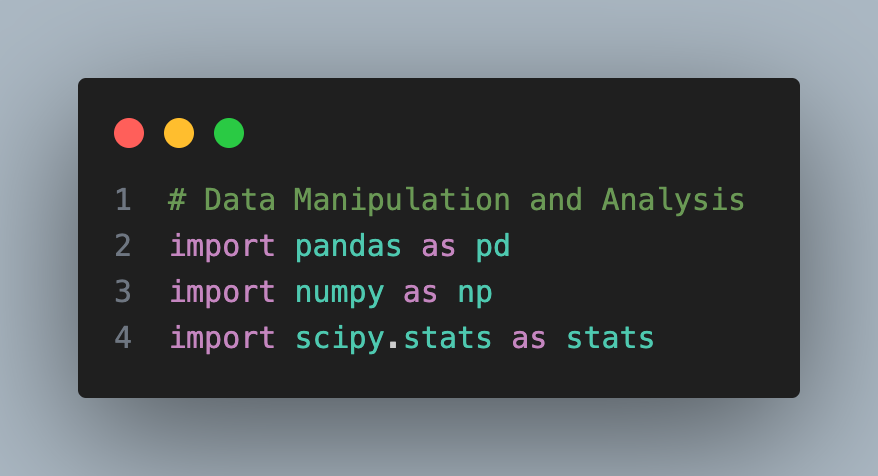 1 # Data Manipulation and Analysis
2 import pandas as pd
3 import numpy as np
4 import scipy.stats as stats